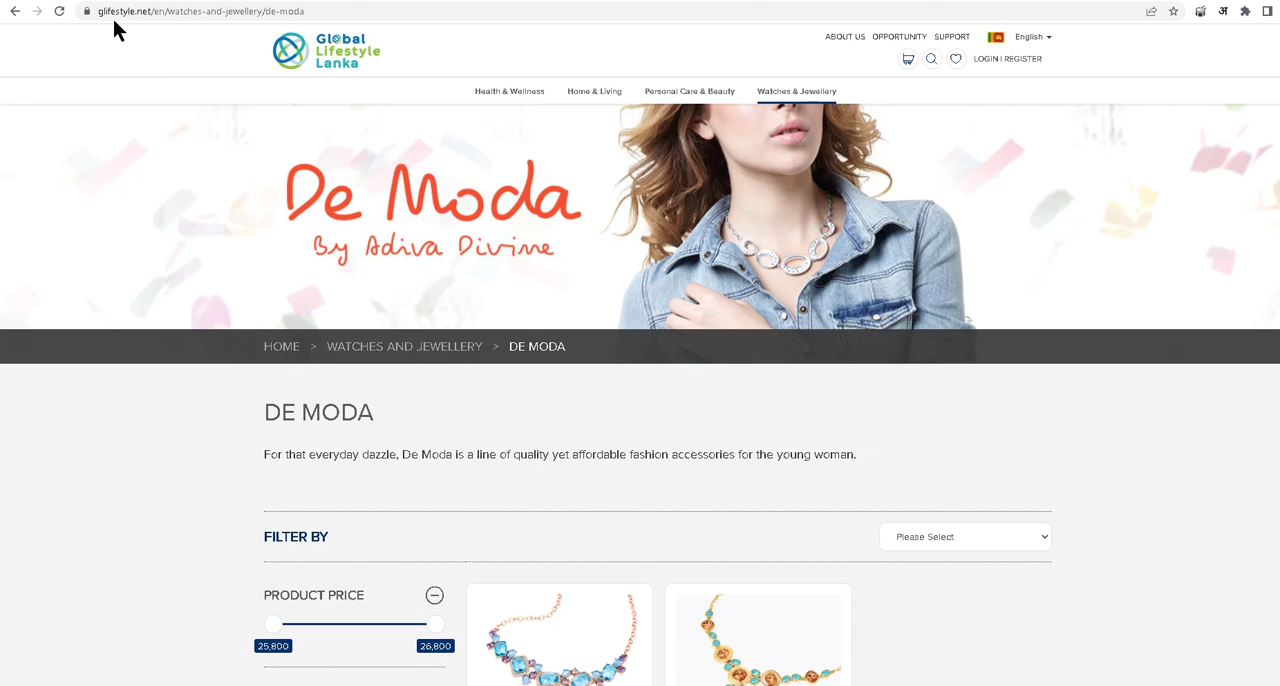 glifestyle.net/en/watches-and-jewellery/de-moda
अ
Global
Lifestyle
Lanka
ABOUT US OPPORTUNITY SUPPORT English
LOGIN | REGISTER
Health & Wellness Home & Living Personal Care & Beauty Watches & Jewellery
De Moda
By Adiva Divine
HOME > WATCHES AND JEWELLERY > DE MODA
DE MODA
For that everyday dazzle, De Moda is a line of quality yet affordable fashion accessories for the young woman.
FILTER BY
Please Select
PRODUCT PRICE
25,800 26,800